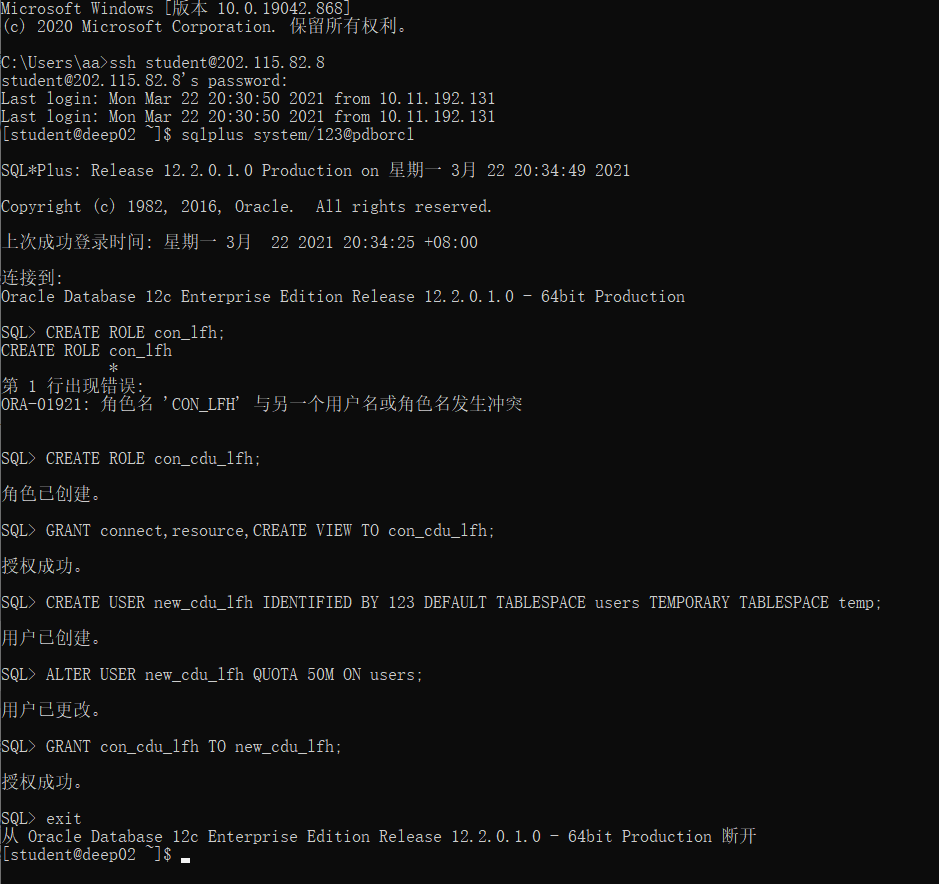 Microsoft Windows [版本 10.0.19042.868]
(c) 2020 Microsoft Corporation. 保留所有权利。
C:\Users\aa>ssh student@202.115.82.8
student@202.115.82.8's password:
Last login: Mon Mar 22 20:30:50 2021 from 10.11.192.131
Last login: Mon Mar 22 20:30:50 2021 from 10.11.192.131
[student@deep02 ~]$ sqlplus system/123@pdborcl
SQL*Plus: Release 12.2.0.1.0 Production on 星期一 3月 22 20:34:49 2021
Copyright (c) 1982, 2016, Oracle.  All rights reserved.
上次成功登录时间: 星期一 3月  22 2021 20:34:25 +08:00
连接到:
Oracle Database 12c Enterprise Edition Release 12.2.0.1.0 - 64bit Production
SQL> CREATE ROLE con_lfh;
CREATE ROLE con_lfh
*
第 1 行出现错误:
ORA-01921: 角色名 'CON_LFH' 与另一个用户名或角色名发生冲突
SQL> CREATE ROLE con_cdu_lfh;
角色已创建。
SQL> GRANT connect,resource,CREATE VIEW TO con_cdu_lfh;
授权成功。
SQL> CREATE USER new_cdu_lfh IDENTIFIED BY 123 DEFAULT TABLESPACE users TEMPORARY TABLESPACE temp;
用户已创建。
SQL> ALTER USER new_cdu_lfh QUOTA 50M ON users;
用户已更改。
SQL> GRANT con_cdu_lfh TO new_cdu_lfh;
授权成功。
SQL> exit
从 Oracle Database 12c Enterprise Edition Release 12.2.0.1.0 - 64bit Production 断开
[student@deep02 ~]$